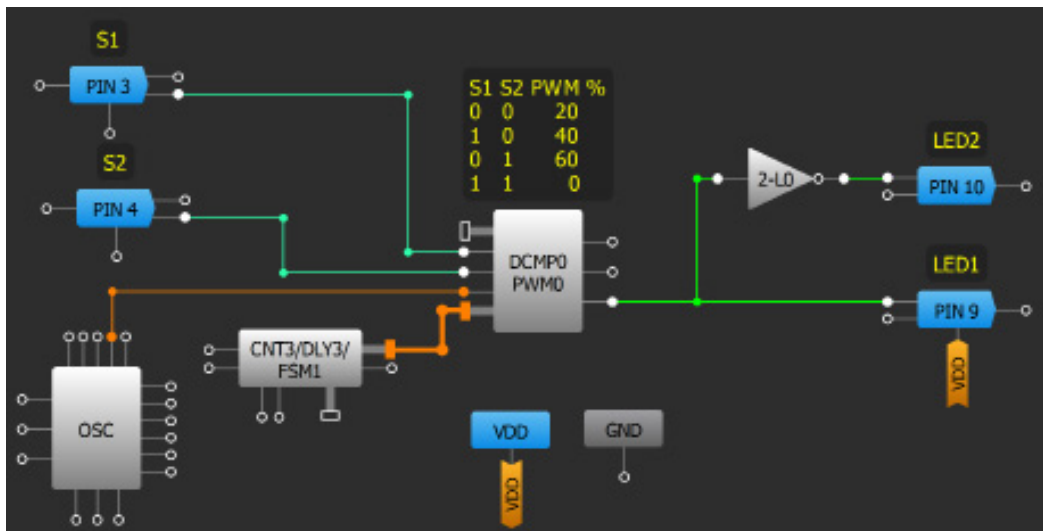 S1
PIN 3
S2
PIN 4
S1 S2 PWM %
0 0 20
1 0 40
0 1 60
1 1 0
DCMP0
PWM0
2-L0
LED2
PIN 10
LED1
PIN 9
VDD
CNT3/DLY3/
FSM1
OSC
VDD
VDD
GND